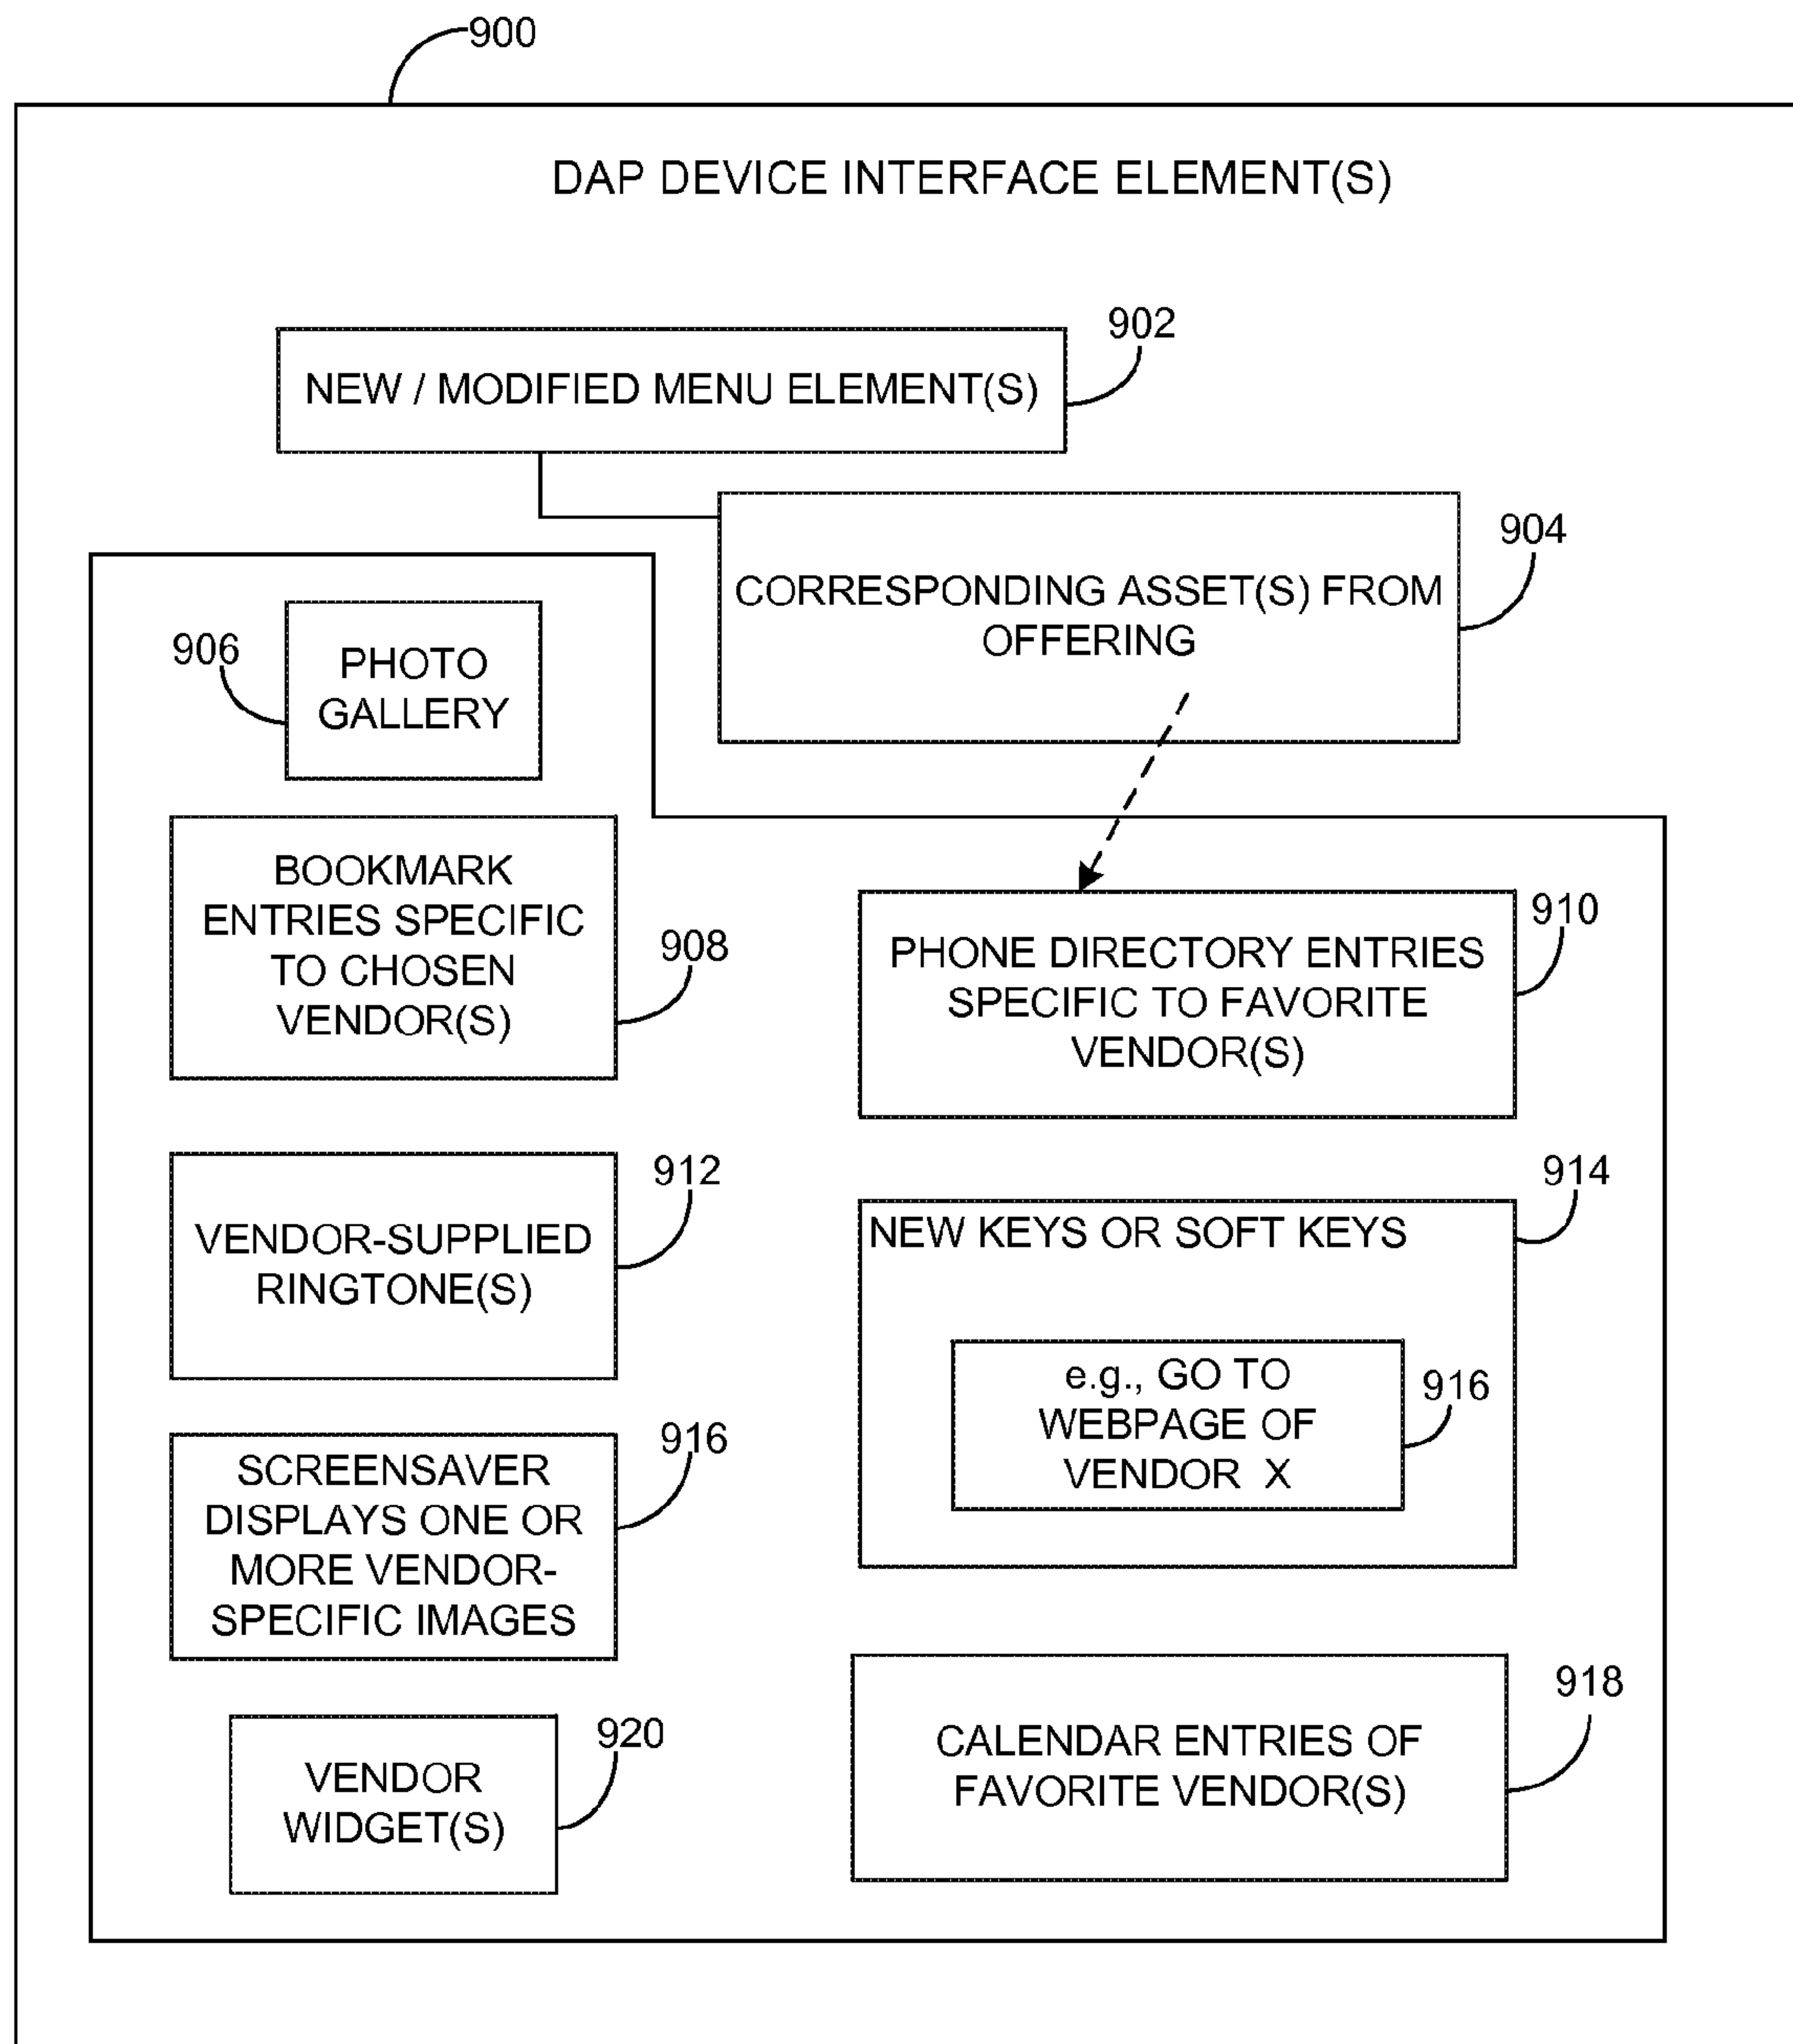 900
DAP DEVICE INTERFACE ELEMENT(S)
902
NEW / MODIFIED MENU ELEMENT(S)
904
CORRESPONDING ASSET(S) FROM
OFFERING
906
PHOTO
GALLERY
BOOKMARK
ENTRIES SPECIFIC
TO CHOSEN
VENDOR(S)
908
910
PHONE DIRECTORY ENTRIES
SPECIFIC TO FAVORITE
VENDOR(S)
912
VENDOR-SUPPLIED
RINGTONE(S)
914
NEW KEYS OR SOFT KEYS
e.g., GO TO
WEBPAGE OF
VENDOR X
916
916
SCREENSAVER
DISPLAYS ONE OR
MORE VENDOR-
SPECIFIC IMAGES
918
CALENDAR ENTRIES OF
FAVORITE VENDOR(S)
920
VENDOR
WIDGET(S)